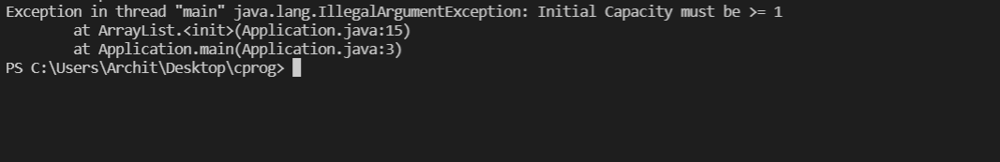 Exception in thread "main" java.lang.IllegalArgumentException: Initial Capacity must be >= 1
        at ArrayList.<init>(Application.java:15)
        at Application.main(Application.java:3)
PS C:\Users\Archit\Desktop\cprog>